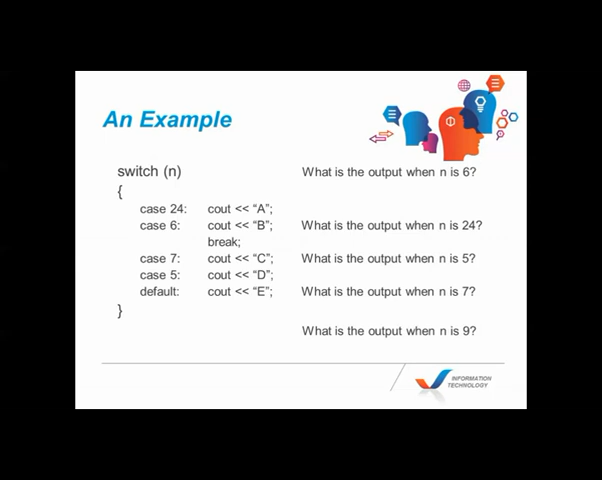 An Example
switch (n) What is the output when n is 6?
{
case 24: cout << “A”;
case 6: cout << “B”; What is the output when n is 24?
break;
case 7: cout << “C”; What is the output when n is 5?
case 5: cout << “D”;
default: cout << “E”; What is the output when n is 7?
}
What is the output when n is 9?
INFORMATION
TECHNOLOGY